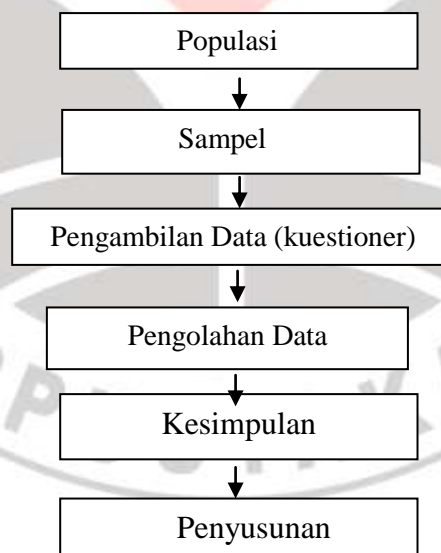 Populasi
Sampel
Pengambilan Data (kuestioner)
Pengolahan Data
Kesimpulan
Penyusunan